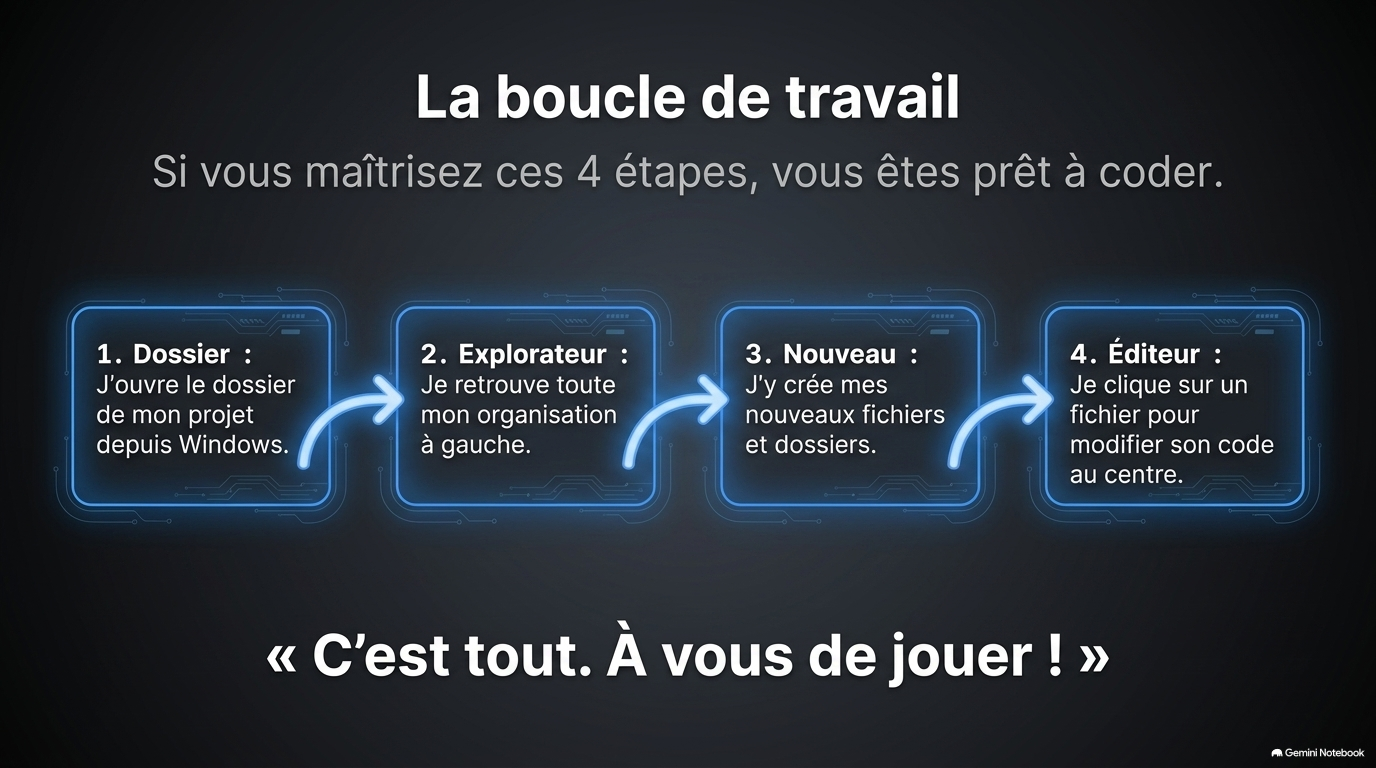 La boucle de travail
Si vous maîtrisez ces 4 étapes, vous êtes prêt à coder.
1. Dossier :
J’ouvre le dossier
de mon projet
depuis Windows.
2. Explorateur :
Je retrouve toute
mon organisation
à gauche.
3. Nouveau :
J'y crée mes
nouveaux fichiers
et dossiers.
4. Éditeur :
Je clique sur un
fichier pour
modifier son code
au centre.
« C’est tout. À vous de jouer ! »
Gemini Notebook